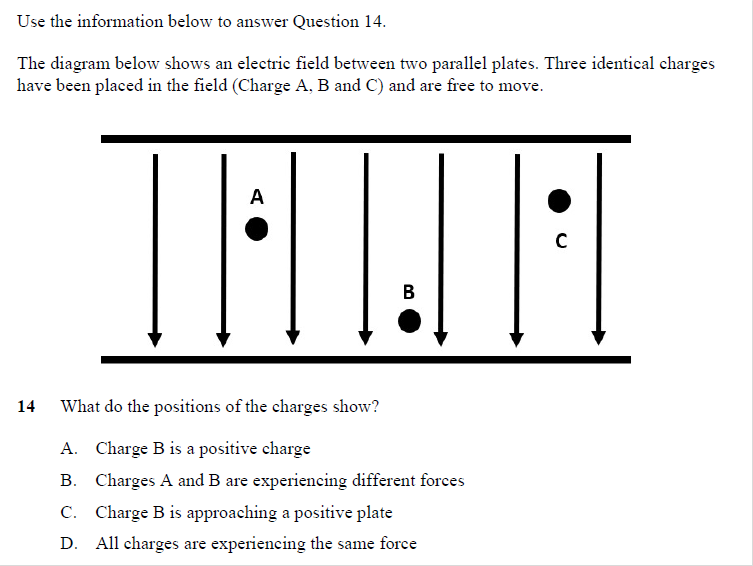 Use the information below to answer Question 14.
The diagram below shows an electric field between two parallel plates. Three identical charges
have been placed in the field (Charge A, B and C) and are free to move.
A
C
B
14 What do the positions of the charges show?
A. Charge B is a positive charge
B. Charges A and B are experiencing different forces
C. Charge B is approaching a positive plate
D. All charges are experiencing the same force